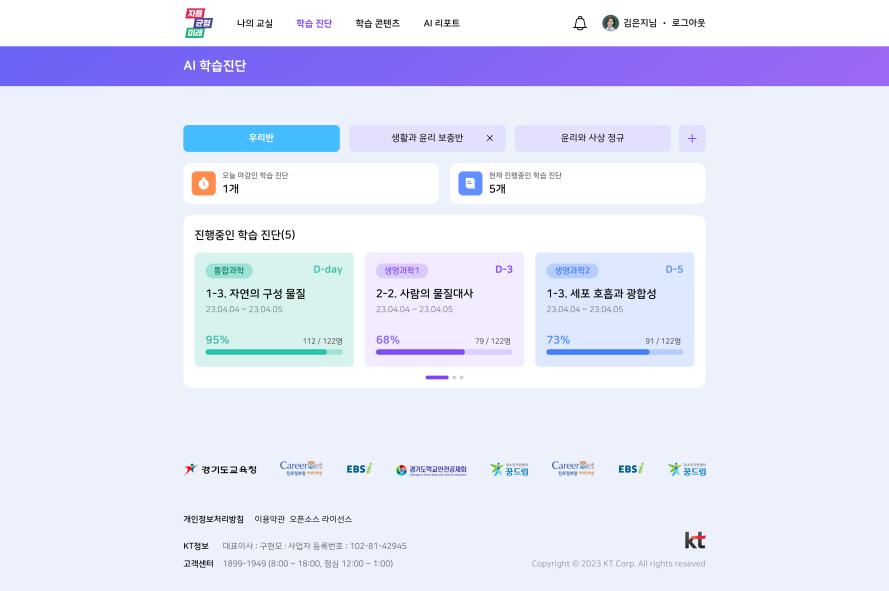 자율
균형
미래
나의 교실 학습 진단 학습 콘텐츠 AI 리포트 김은지님 • 로그아웃
AI 학습진단
우리반 생활과 윤리 보충반 × 윤리와 사상 정규 +
오늘 마감인 학습 진단
1개
현재 진행중인 학습 진단
5개
진행중인 학습 진단(5)
통합과학 D-day
1-3. 자연의 구성 물질
23.04.04 ~ 23.04.05
95% 112 / 122명
생명과학1 D-3
2-2. 사람의 물질대사
23.04.04 ~ 23.04.05
68% 79 / 122명
생명과학2 D-5
1-3. 세포 호흡과 광합성
23.04.04 ~ 23.04.05
73% 91 / 122명
경기도교육청 CareerNet EBSi 경기도학교안전공제회 꿈드림 CareerNet EBSi 꿈드림
개인정보처리방침 이용약관 오픈소스 라이선스
kt
KT정보 대표이사 : 구현모 | 사업자 등록번호 : 102-81-42945
고객센터 1899-1949 (8:00 ~ 18:00, 점심 12:00 ~ 1:00)
Copyright © 2023 KT Corp. All rights reseved